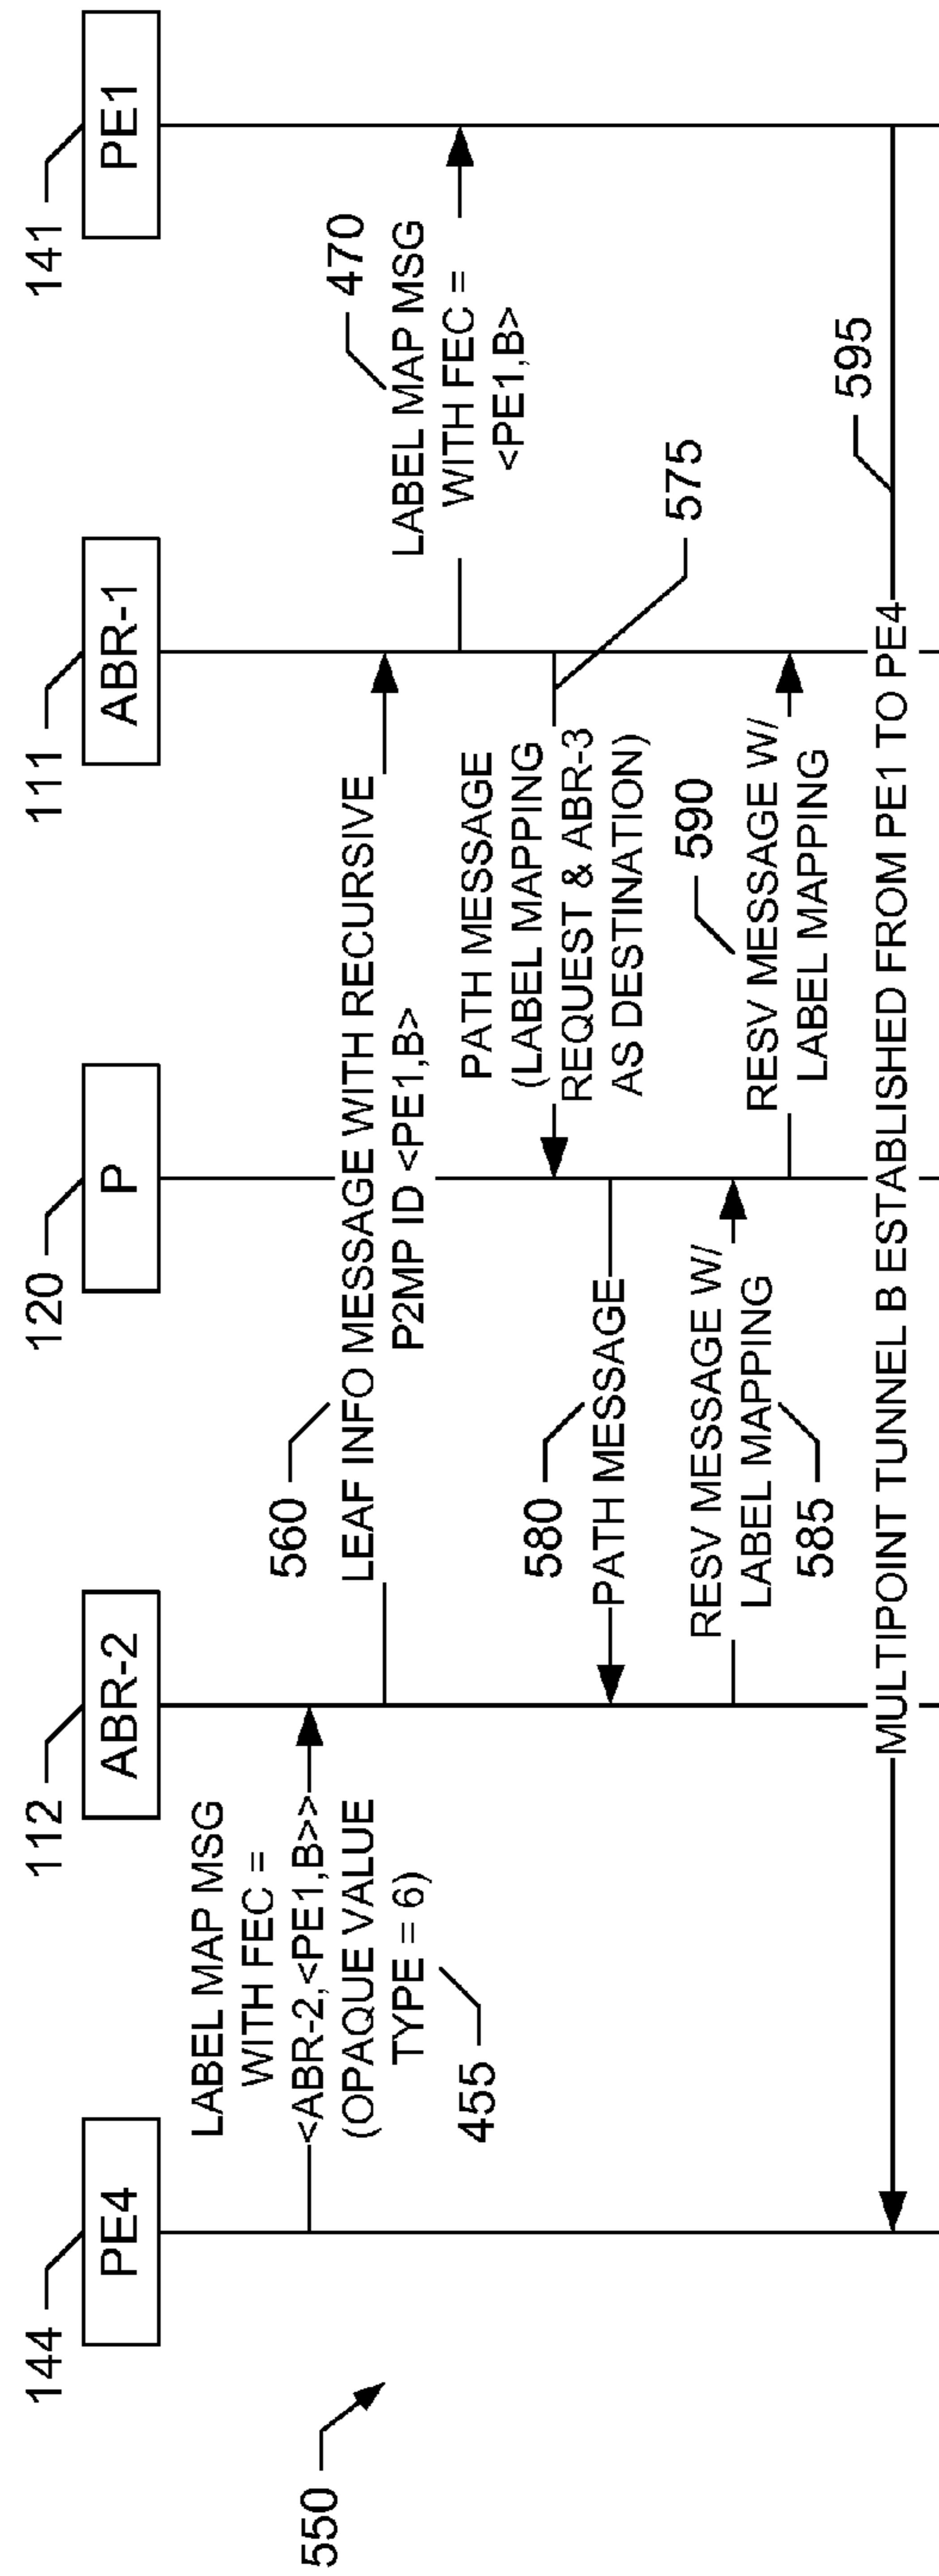 144
PE4
112
ABR-2
120
P
111
ABR-1
141
PE1
550
LABEL MAP MSG
WITH FEC =
<ABR-2,<PE1,B>>
(OPAQUE VALUE
TYPE = 6)
455
560
LEAF INFO MESSAGE WITH RECURSIVE
P2MP ID <PE1,B>
470
LABEL MAP MSG
WITH FEC =
<PE1,B>
PATH MESSAGE
(LABEL MAPPING
REQUEST & ABR-3
AS DESTINATION)
575
580
PATH MESSAGE
RESV MESSAGE W/
LABEL MAPPING
585
590
RESV MESSAGE W/
LABEL MAPPING
MULTIPOINT TUNNEL B ESTABLISHED FROM PE1 TO PE4
595